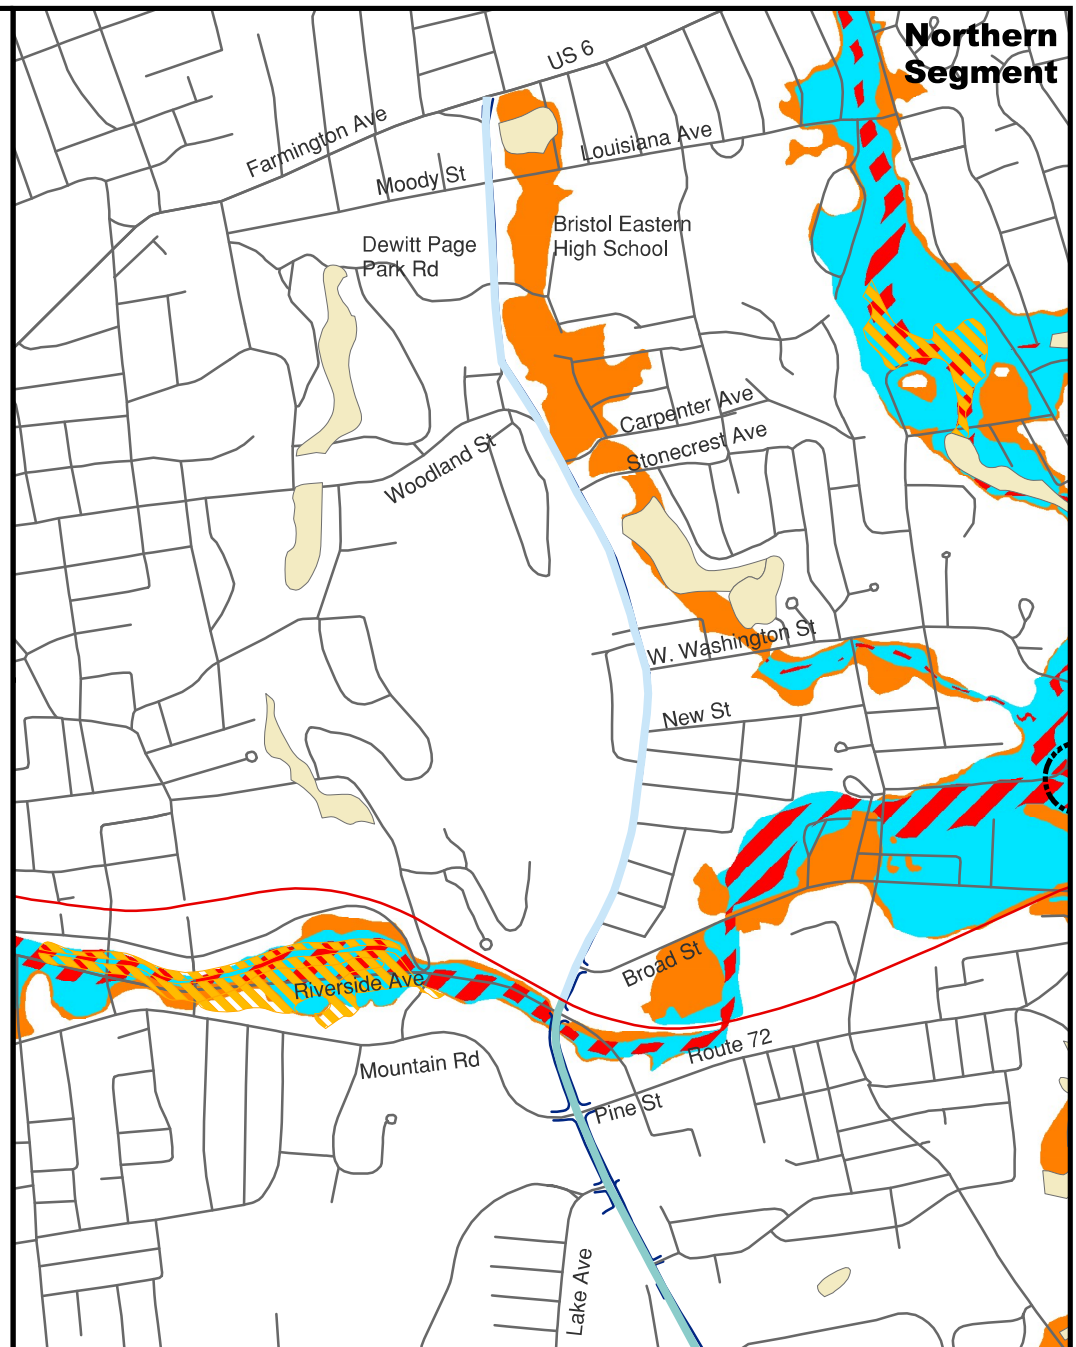 Northern
Segment
US 6
Farmington Ave
Louisiana Ave
Moody St
Bristol Eastern
High School
Dewitt Page
Park Rd
Carpenter Ave
Stonecrest Ave
Woodland St
W. Washington St
New St
Broad St
Riverside Ave
Route 72
Mountain Rd
Pine St
Lake Ave